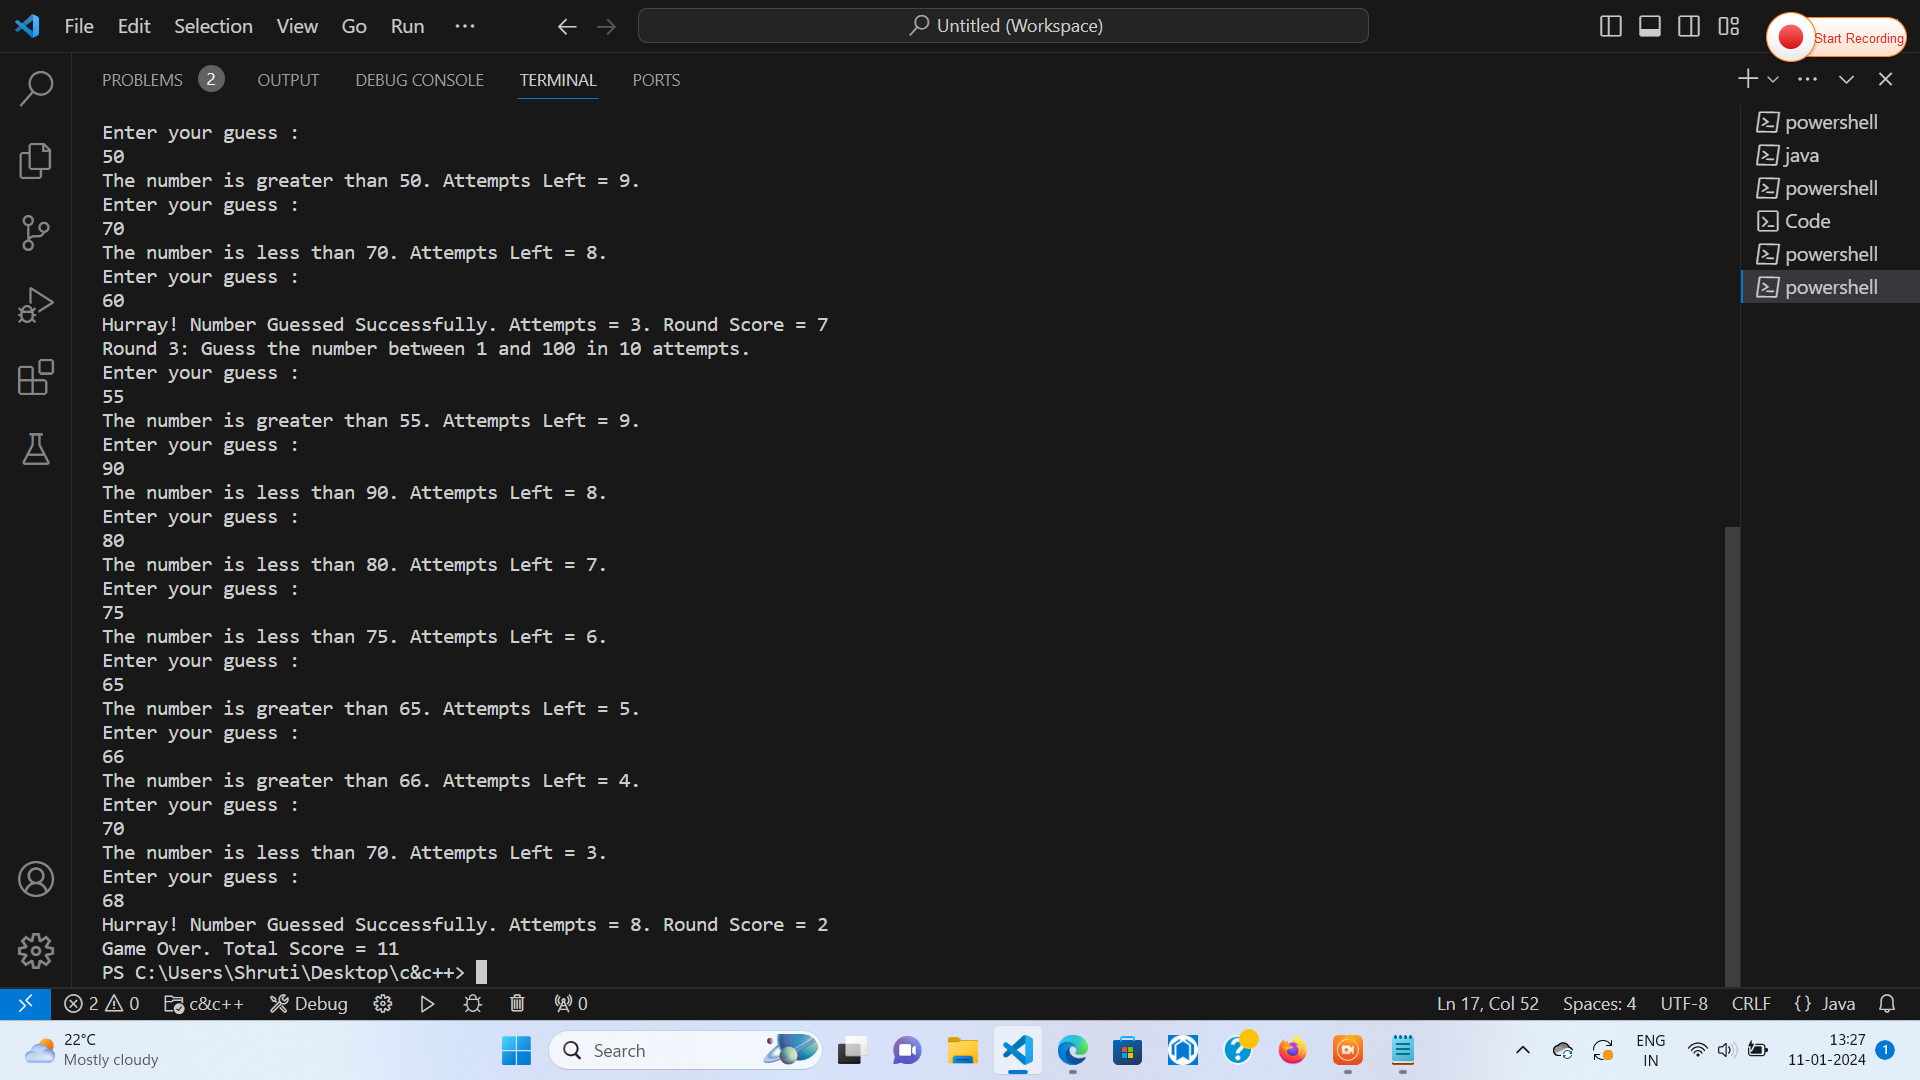 File Edit Selection View Go Run ···
Untitled (Workspace)
Start Recording
PROBLEMS 2 OUTPUT DEBUG CONSOLE TERMINAL PORTS
Enter your guess :
50
The number is greater than 50. Attempts Left = 9.
Enter your guess :
70
The number is less than 70. Attempts Left = 8.
Enter your guess :
60
Hurray! Number Guessed Successfully. Attempts = 3. Round Score = 7
Round 3: Guess the number between 1 and 100 in 10 attempts.
Enter your guess :
55
The number is greater than 55. Attempts Left = 9.
Enter your guess :
90
The number is less than 90. Attempts Left = 8.
Enter your guess :
80
The number is less than 80. Attempts Left = 7.
Enter your guess :
75
The number is less than 75. Attempts Left = 6.
Enter your guess :
65
The number is greater than 65. Attempts Left = 5.
Enter your guess :
66
The number is greater than 66. Attempts Left = 4.
Enter your guess :
70
The number is less than 70. Attempts Left = 3.
Enter your guess :
68
Hurray! Number Guessed Successfully. Attempts = 8. Round Score = 2
Game Over. Total Score = 11
PS C:\Users\Shruti\Desktop\c&c++>
powershell
java
powershell
Code
powershell
powershell
2 0 c&c++ Debug 0
Ln 17, Col 52 Spaces: 4 UTF-8 CRLF {} Java
22°C
Mostly cloudy
Search
ENG
IN
13:27
11-01-2024
1